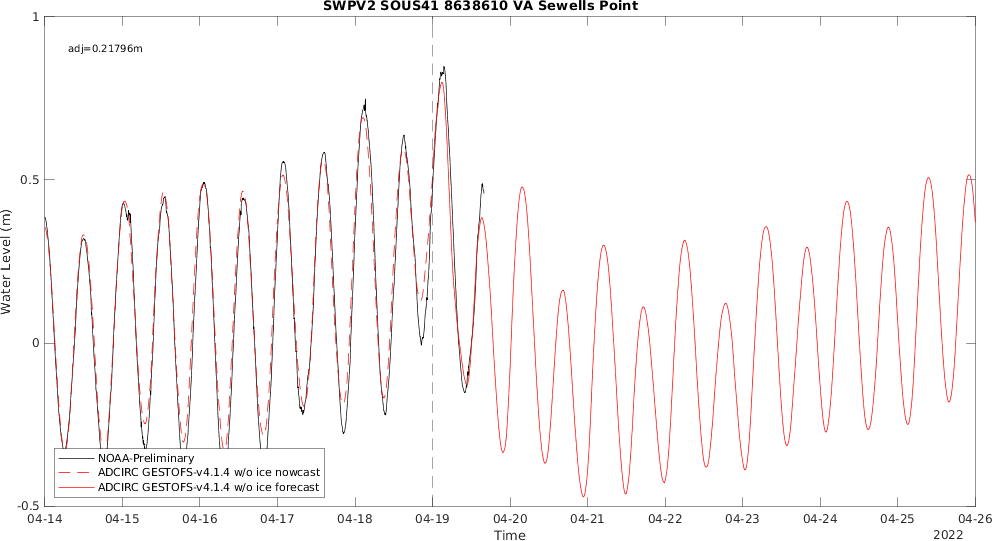 SWPV2 SOUS41 8638610 VA Sewells Point
adj=0.21796m
1
0.5
0
-0.5
Water Level (m)
NOAA-Preliminary
ADCIRC GESTOFS-v4.1.4 w/o ice nowcast
ADCIRC GESTOFS-v4.1.4 w/o ice forecast
04-14 04-15 04-16 04-17 04-18 04-19 04-20 04-21 04-22 04-23 04-24 04-25 04-26
Time
2022